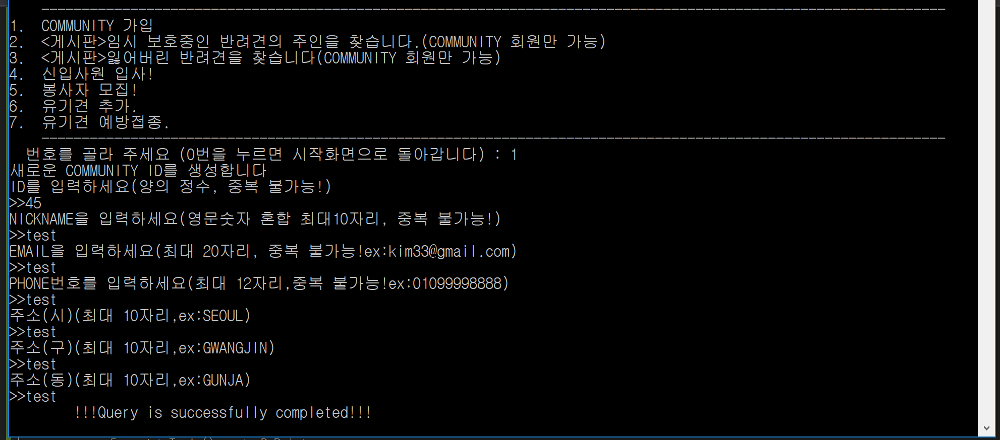 1. COMMUNITY 가입
2. <게시판>임시 보호중인 반려견의 주인을 찾습니다.(COMMUNITY 회원만 가능)
3. <게시판>잃어버린 반려견을 찾습니다(COMMUNITY 회원만 가능)
4. 신입사원 입사!
5. 봉사자 모집!
6. 유기견 추가.
7. 유기견 예방접종.
번호를 골라 주세요 (0번을 누르면 시작화면으로 돌아갑니다) : 1
새로운 COMMUNITY ID를 생성합니다
ID를 입력하세요(양의 정수, 중복 불가능!)
>>45
NICKNAME을 입력하세요(영문숫자 혼합 최대10자리, 중복 불가능!)
>>test
EMAIL을 입력하세요(최대 20자리, 중복 불가능!ex:kim33@gmail.com)
>>test
PHONE번호를 입력하세요(최대 12자리,중복 불가능!ex:01099998888)
>>test
주소(시)(최대 10자리,ex:SEOUL)
>>test
주소(구)(최대 10자리,ex:GWANGJIN)
>>test
주소(동)(최대 10자리,ex:GUNJA)
>>test
!!!Query is successfully completed!!!